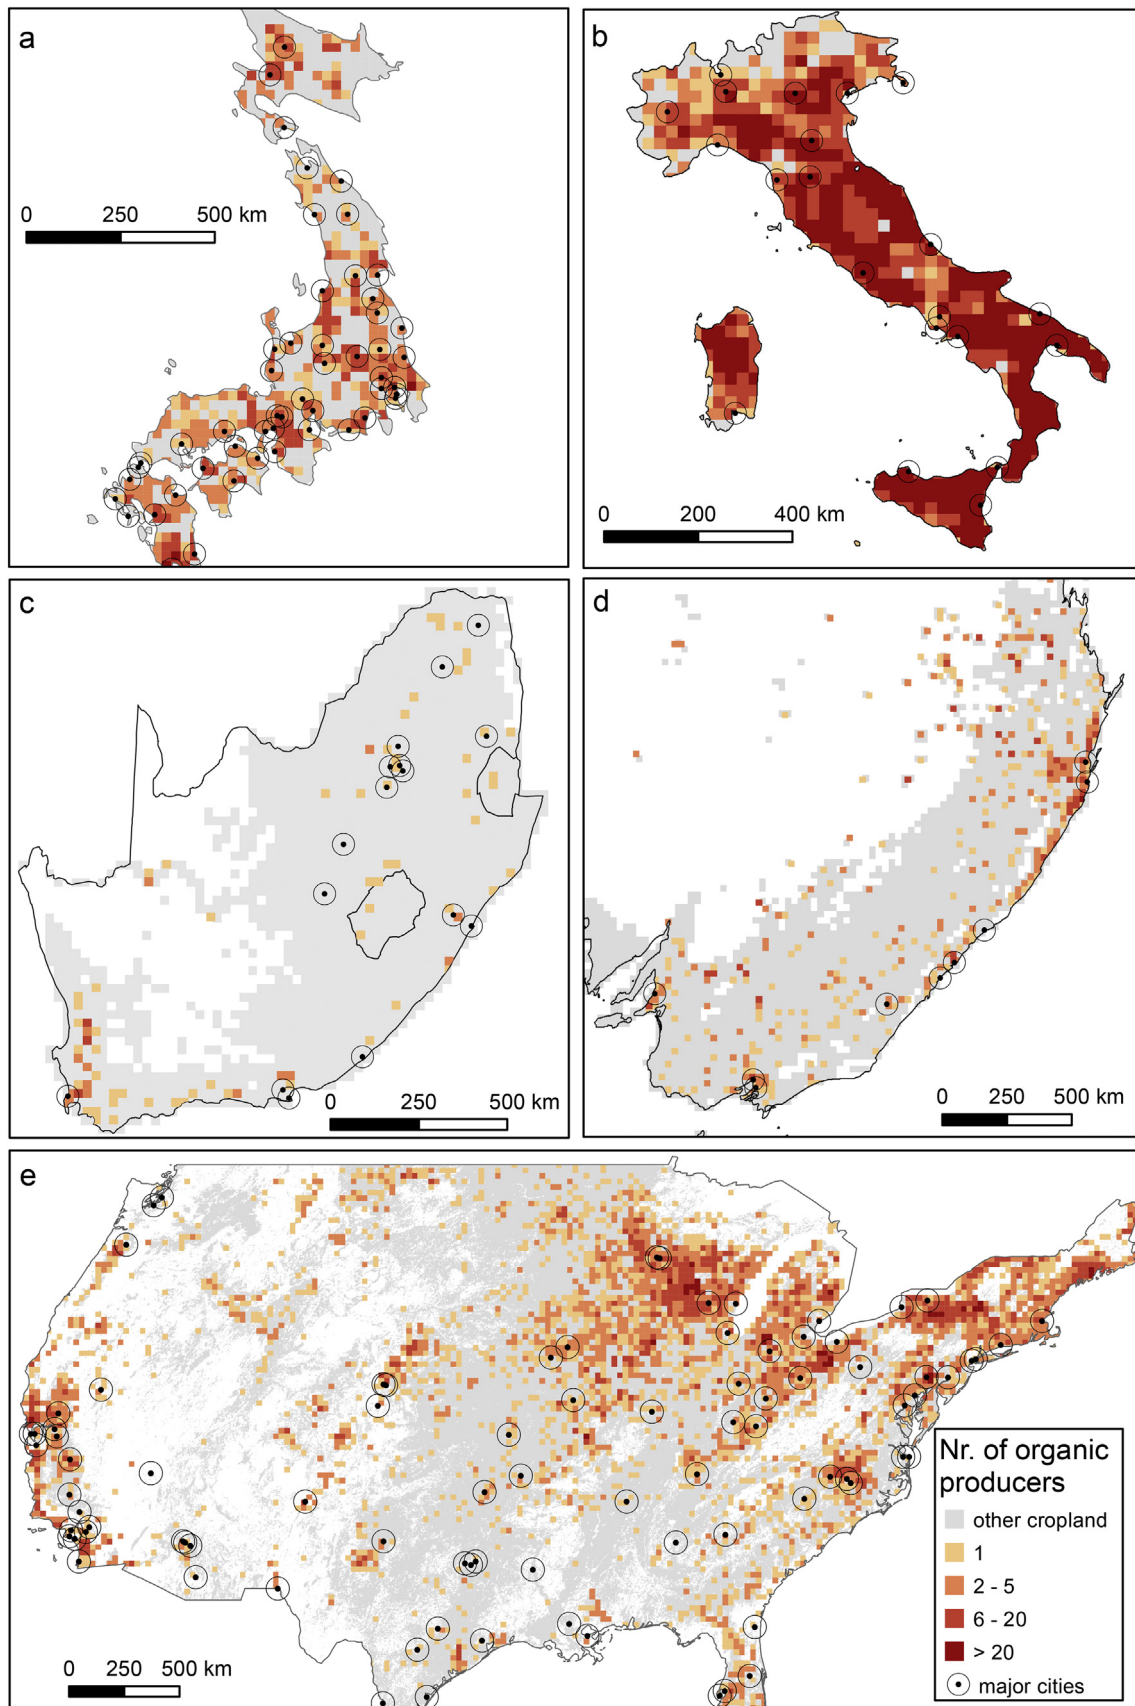 a
0 250 500 km
b
0 200 400 km
c
0 250 500 km
d
0 250 500 km
e
0 250 500 km
Nr. of organic
producers
other cropland
1
2 - 5
6 - 20
> 20
major cities